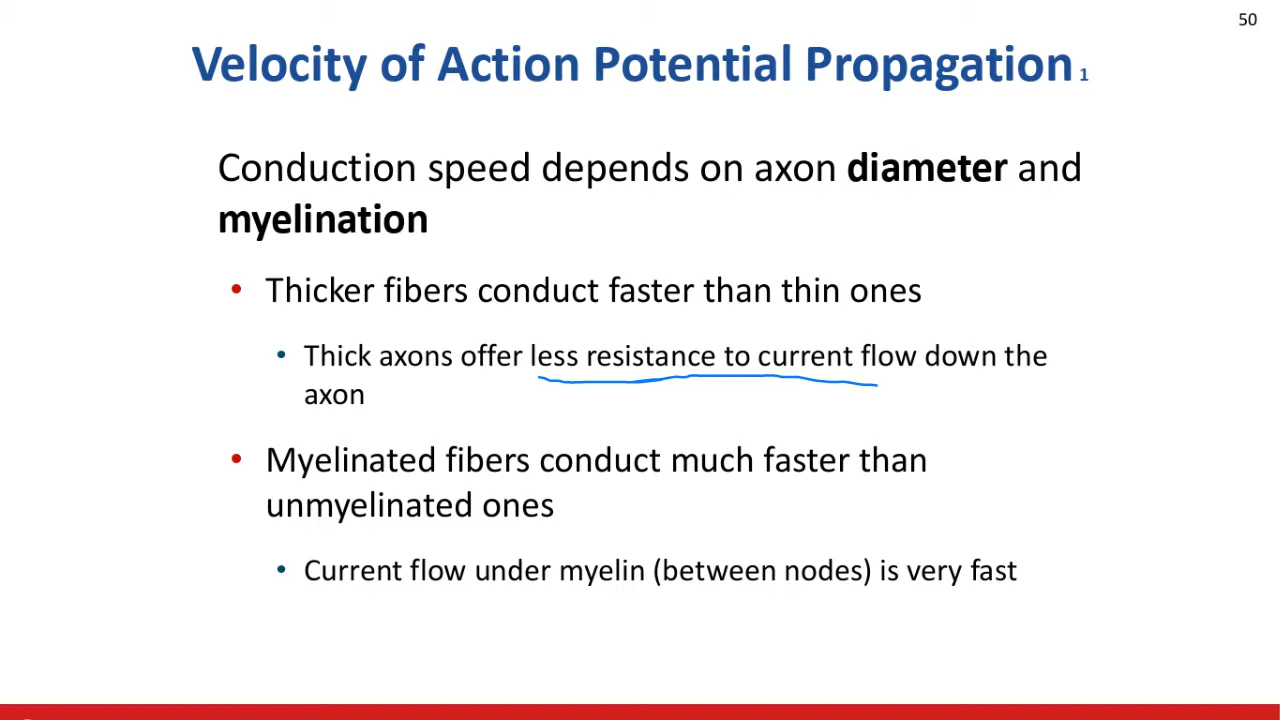 50
Velocity of Action Potential Propagation 1
Conduction speed depends on axon diameter and
myelination
• Thicker fibers conduct faster than thin ones
• Thick axons offer less resistance to current flow down the
axon
• Myelinated fibers conduct much faster than
unmyelinated ones
• Current flow under myelin (between nodes) is very fast